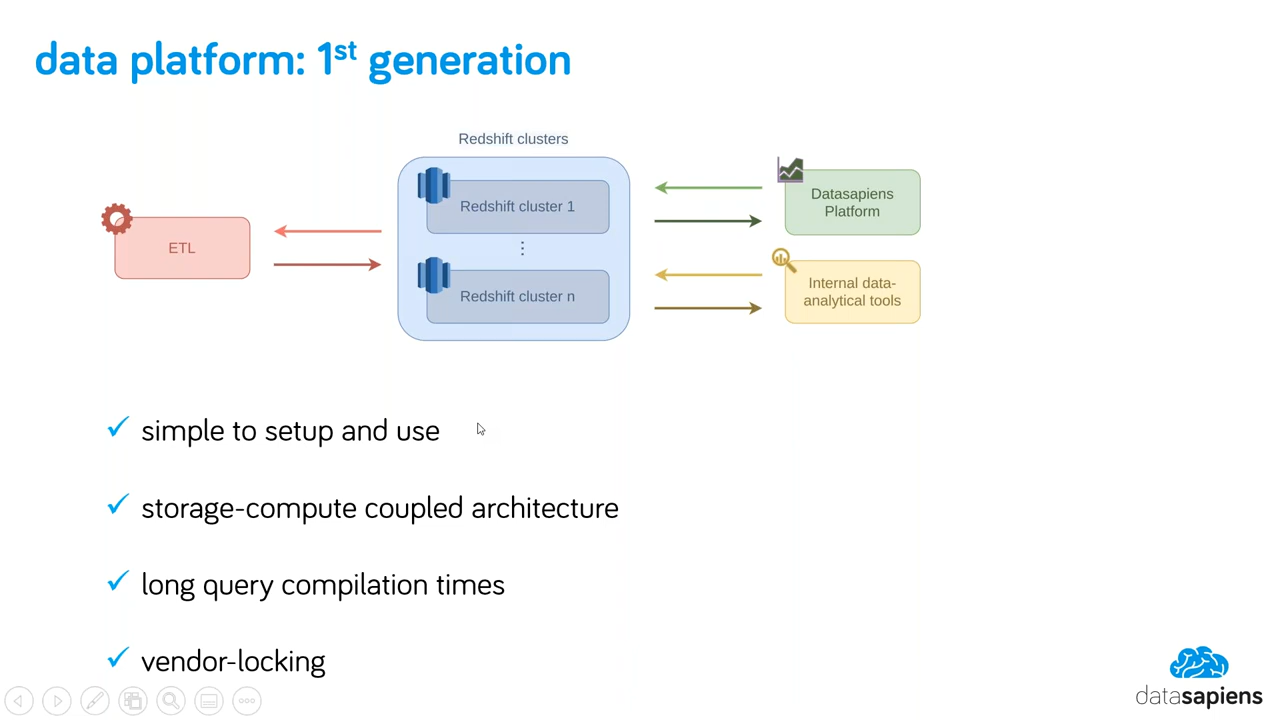 data platform: 1st generation
Redshift clusters
Redshift cluster 1
Redshift cluster n
ETL
Datasapiens
Platform
Internal data-
analytical tools
simple to setup and use
storage-compute coupled architecture
long query compilation times
vendor-locking
datasapiens